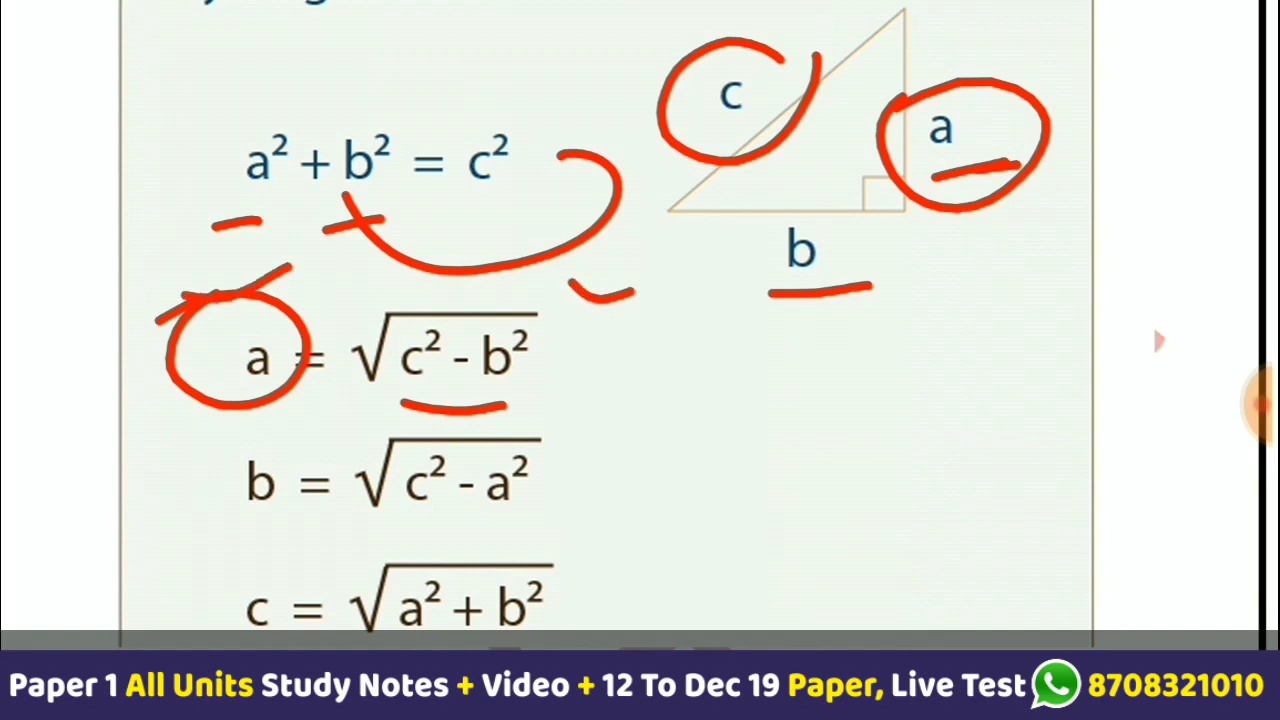 a² + b² = c²
c
a
b
a = √c² - b²
b = √c² - a²
c = √a² + b²
Paper 1 All Units Study Notes + Video + 12 To Dec 19 Paper, Live Test 8708321010